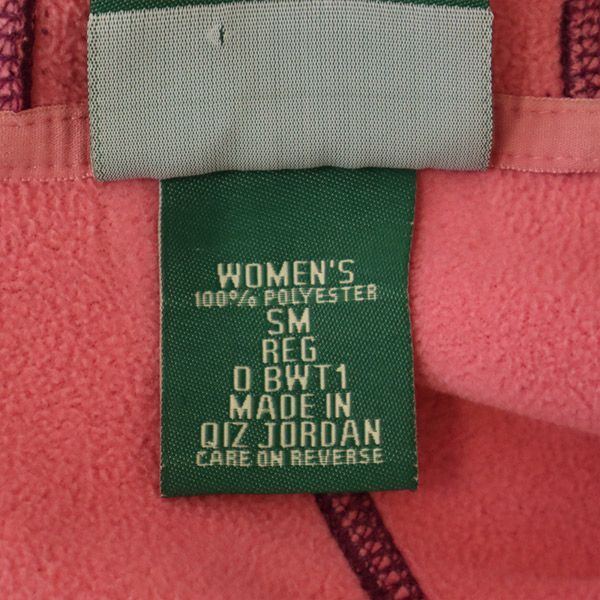 WOMEN'S
100% POLYESTER
SM
REG
0 BWT1
MADE IN
QIZ JORDAN
CARE ON REVERSE